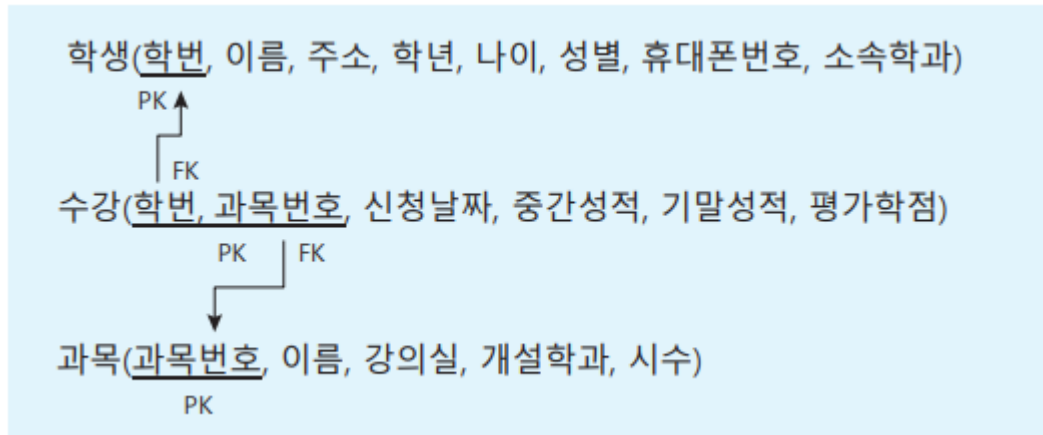 학생(학번, 이름, 주소, 학년, 나이, 성별, 휴대폰번호, 소속학과)
PK
FK
수강(학번, 과목번호, 신청날짜, 중간성적, 기말성적, 평가학점)
PK FK
과목(과목번호, 이름, 강의실, 개설학과, 시수)
PK